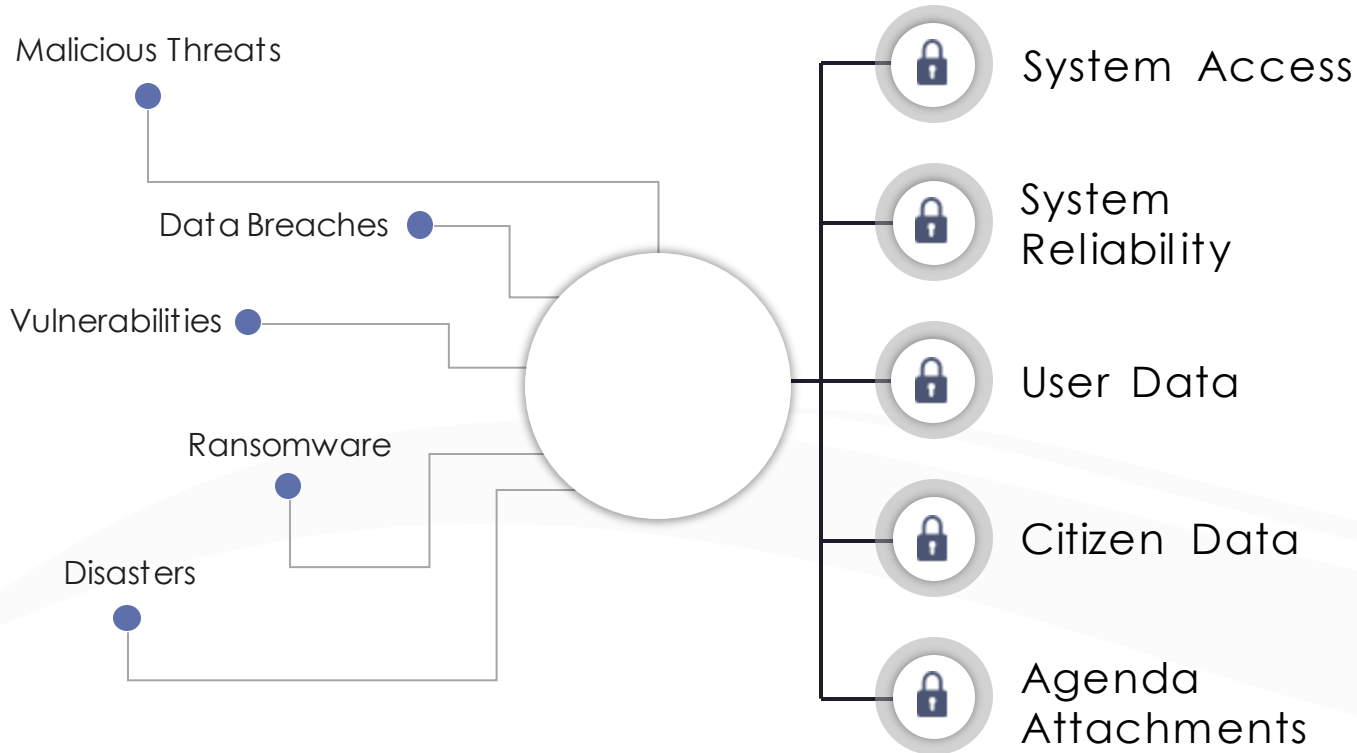 Malicious Threats
Data Breaches
Vulnerabilities
Ransomware
Disasters
System Access
System
Reliability
User Data
Citizen Data
Agenda
Attachments